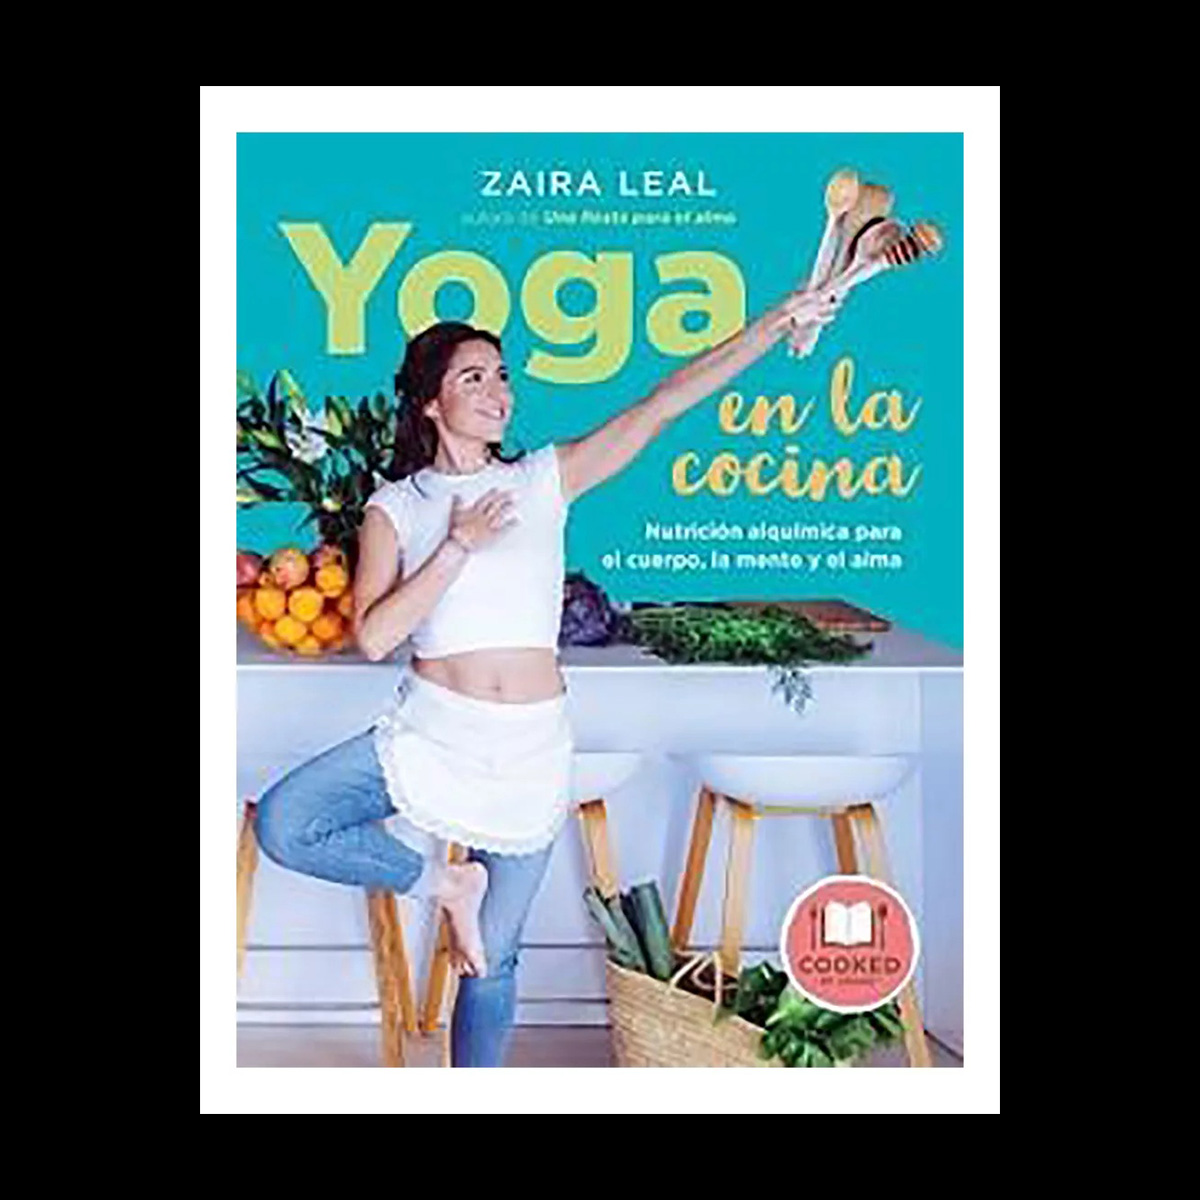 ZAIRA LEAL
autora de Una fiesta para el alma
Yoga
en la
cocina
Nutrición alquímica para
el cuerpo, la mente y el alma
COOKED